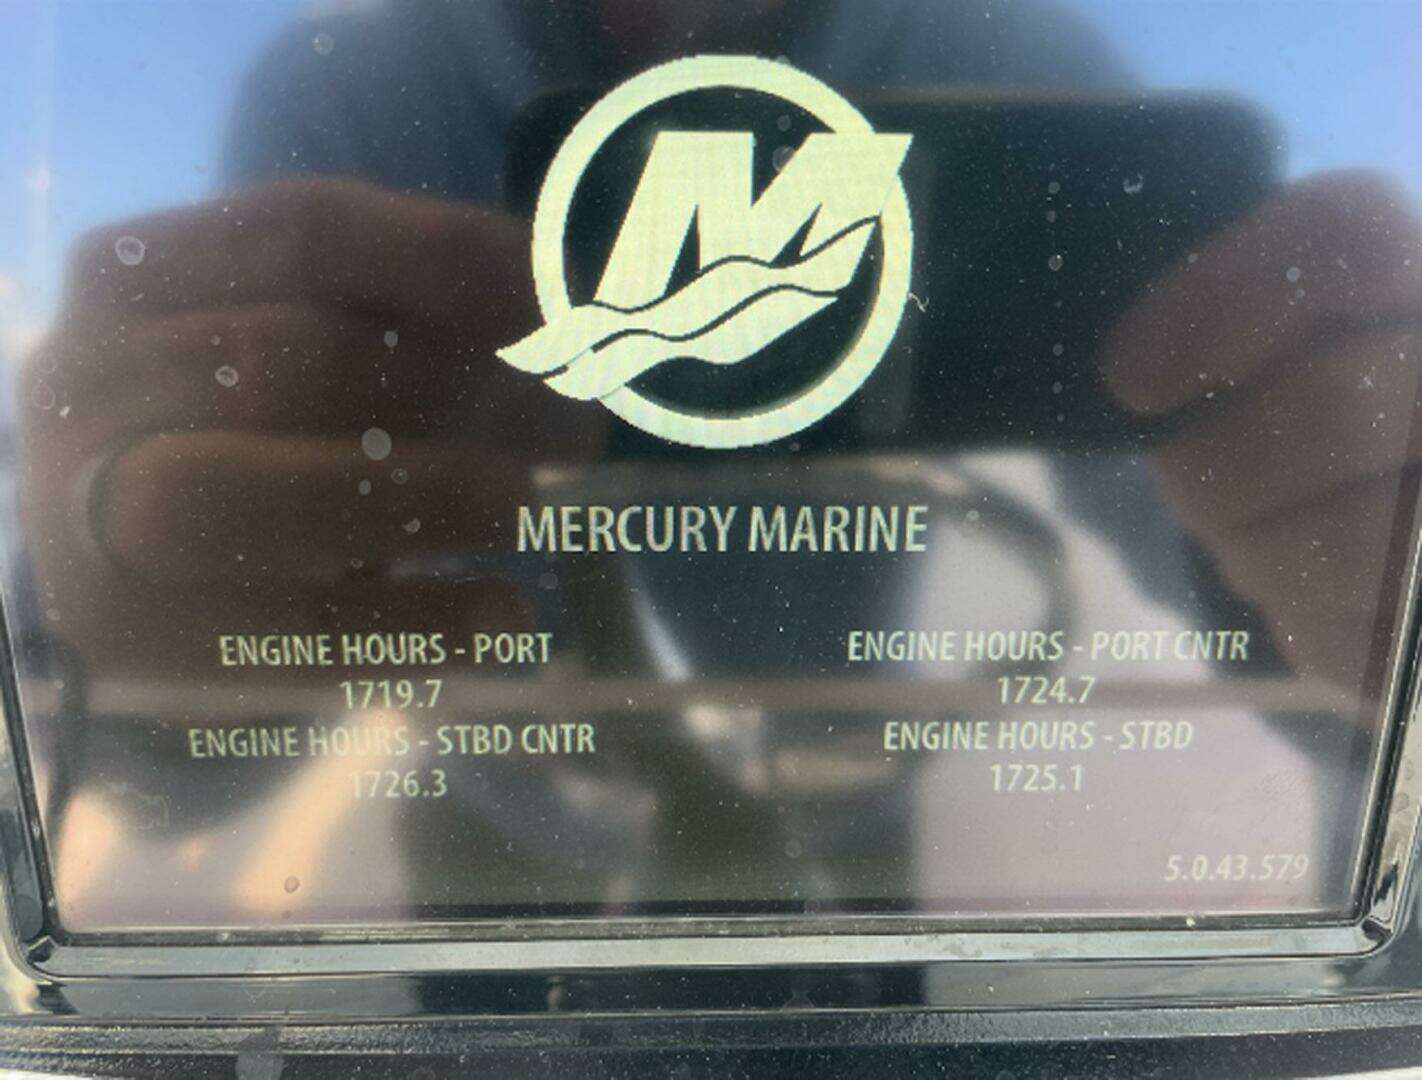 MERCURY MARINE
ENGINE HOURS - PORT
1719.7
ENGINE HOURS - PORT CNTR
1724.7
ENGINE HOURS - STBD CNTR
1726.3
ENGINE HOURS - STBD
1725.1
5.0.43.579